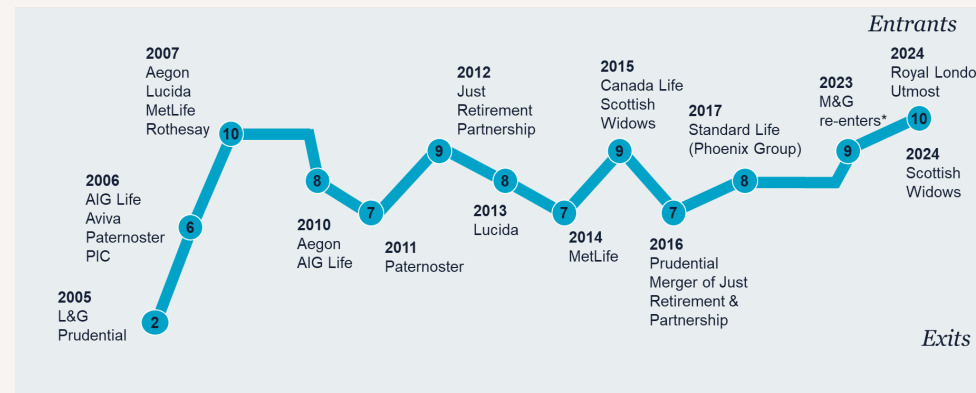 Entrants
2007
Aegon
Lucida
MetLife
Rothesay
2012
Just
Retirement
Partnership
2015
Canada Life
Scottish
Widows
2017
Standard Life
(Phoenix Group)
2023
M&G
re-enters*
2024
Royal Londo
Utmost
10
8
9
8
9
7
7
7
8
9
10
6
2
2006
AIG Life
Aviva
Paternoster
PIC
2005
L&G
Prudential
2010
Aegon
AIG Life
2011
Paternoster
2013
Lucida
2014
MetLife
2016
Prudential
Merger of Just
Retirement &
Partnership
2024
Scottish
Widows
Exits